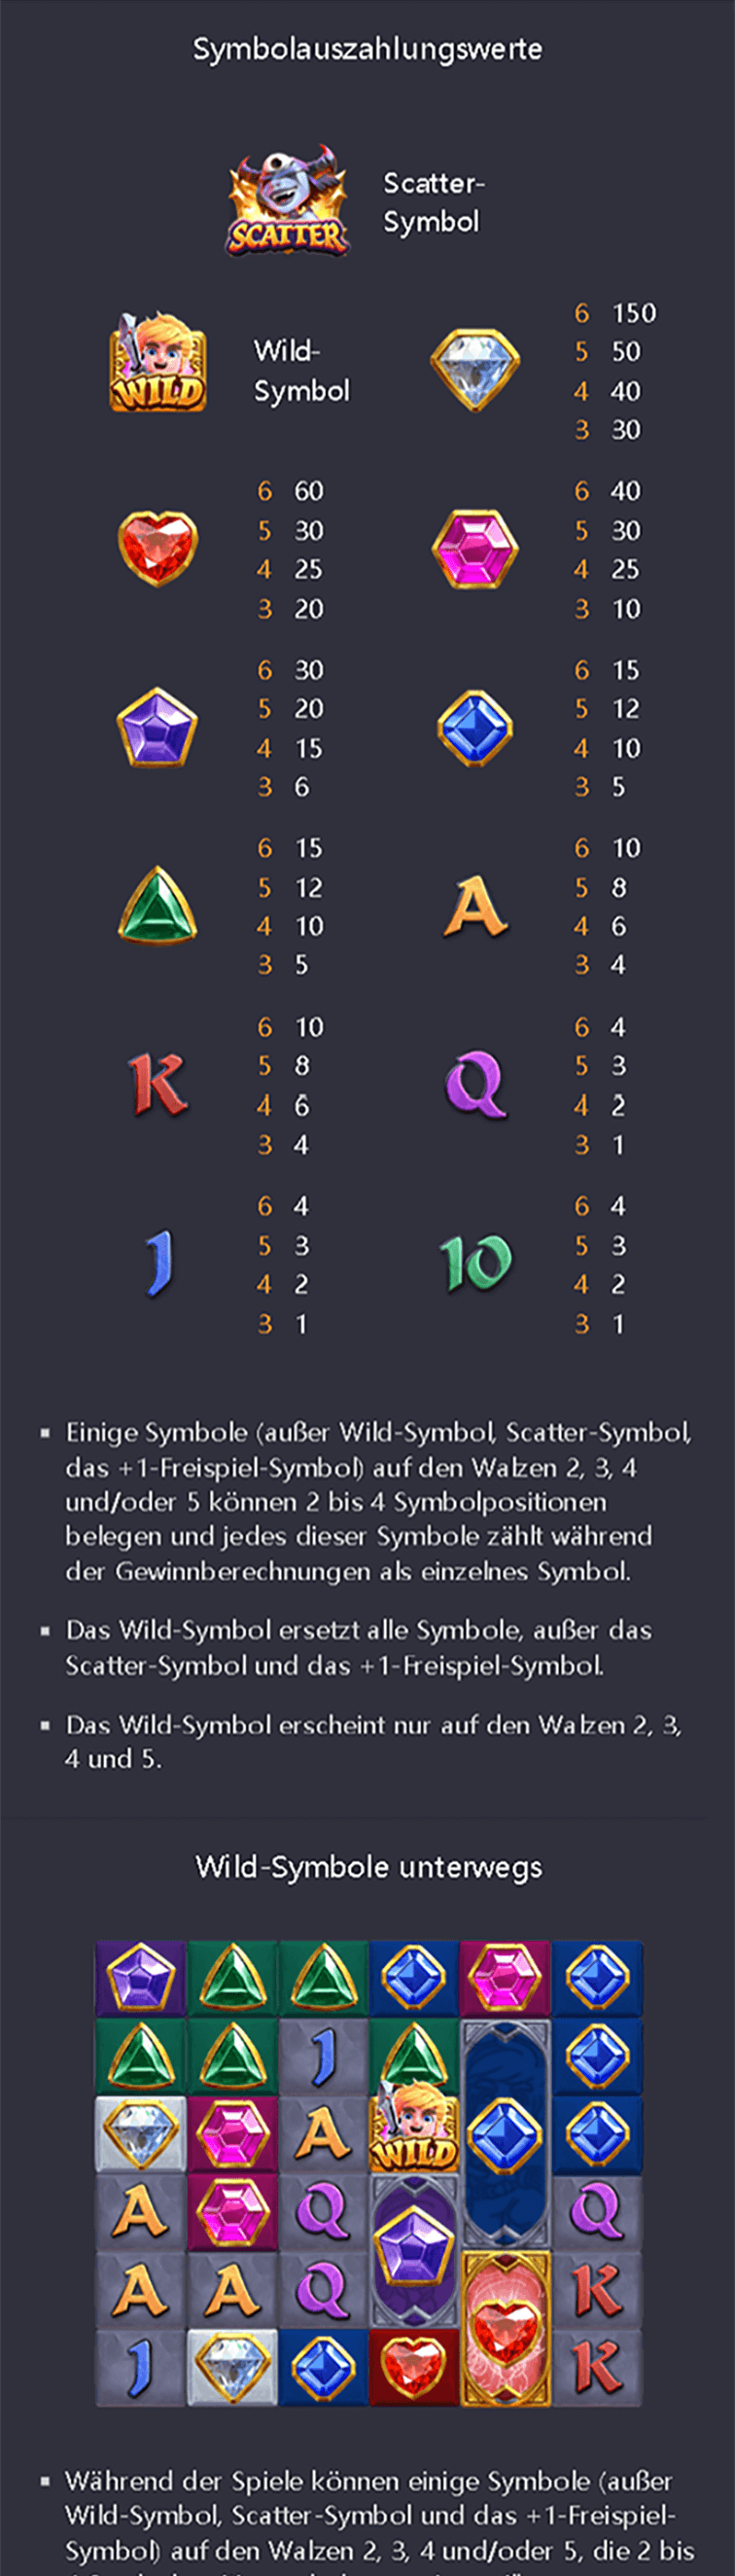 Symbolauszahlungswerte
SCATTER
Scatter-
Symbol
WILD
Wild-
Symbol
6 150
5 50
4 40
3 30
6 60
5 30
4 25
3 20
6 40
5 30
4 25
3 10
6 30
5 20
4 15
3 6
6 15
5 12
4 10
3 5
6 15
5 12
4 10
3 5
A
6 10
5 8
4 6
3 4
K
6 10
5 8
4 6
3 4
Q
6 4
5 3
4 2
3 1
J
6 4
5 3
4 2
3 1
10
6 4
5 3
4 2
3 1
▪ Einige Symbole (außer Wild-Symbol, Scatter-Symbol,
das +1-Freispiel-Symbol) auf den Walzen 2, 3, 4
und/oder 5 können 2 bis 4 Symbolpositionen
belegen und jedes dieser Symbole zählt während
der Gewinnberechnungen als einzelnes Symbol.
▪ Das Wild-Symbol ersetzt alle Symbole, außer das
Scatter-Symbol und das +1-Freispiel-Symbol.
▪ Das Wild-Symbol erscheint nur auf den Walzen 2, 3,
4 und 5.
Wild-Symbole unterwegs
J
A WILD
A Q Q
A A Q K
J K
▪ Während der Spiele können einige Symbole (außer
Wild-Symbol, Scatter-Symbol und das +1-Freispiel-
Symbol) auf den Walzen 2, 3, 4 und/oder 5, die 2 bis